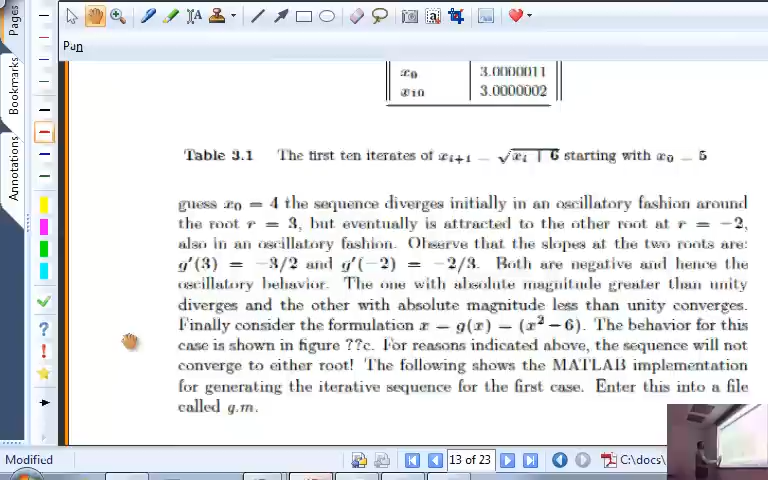 Pan
Pages
Bookmarks
Annotations
x9 3.0000011
x10 3.0000002
Table 3.1 The first ten iterates of xi+1 = √xi + 6 starting with x0 = 5
guess x0 = 4 the sequence diverges initially in an oscillatory fashion around
the root r = 3, but eventually is attracted to the other root at r = −2,
also in an oscillatory fashion. Observe that the slopes at the two roots are:
g′(3) = −3/2 and g′(−2) = −2/3. Both are negative and hence the
oscillatory behavior. The one with absolute magnitude greater than unity
diverges and the other with absolute magnitude less than unity converges.
Finally consider the formulation x = g(x) = (x² − 6). The behavior for this
case is shown in figure ??c. For reasons indicated above, the sequence will not
converge to either root! The following shows the MATLAB implementation
for generating the iterative sequence for the first case. Enter this into a file
called g.m.
Modified
13 of 23
C:\docs